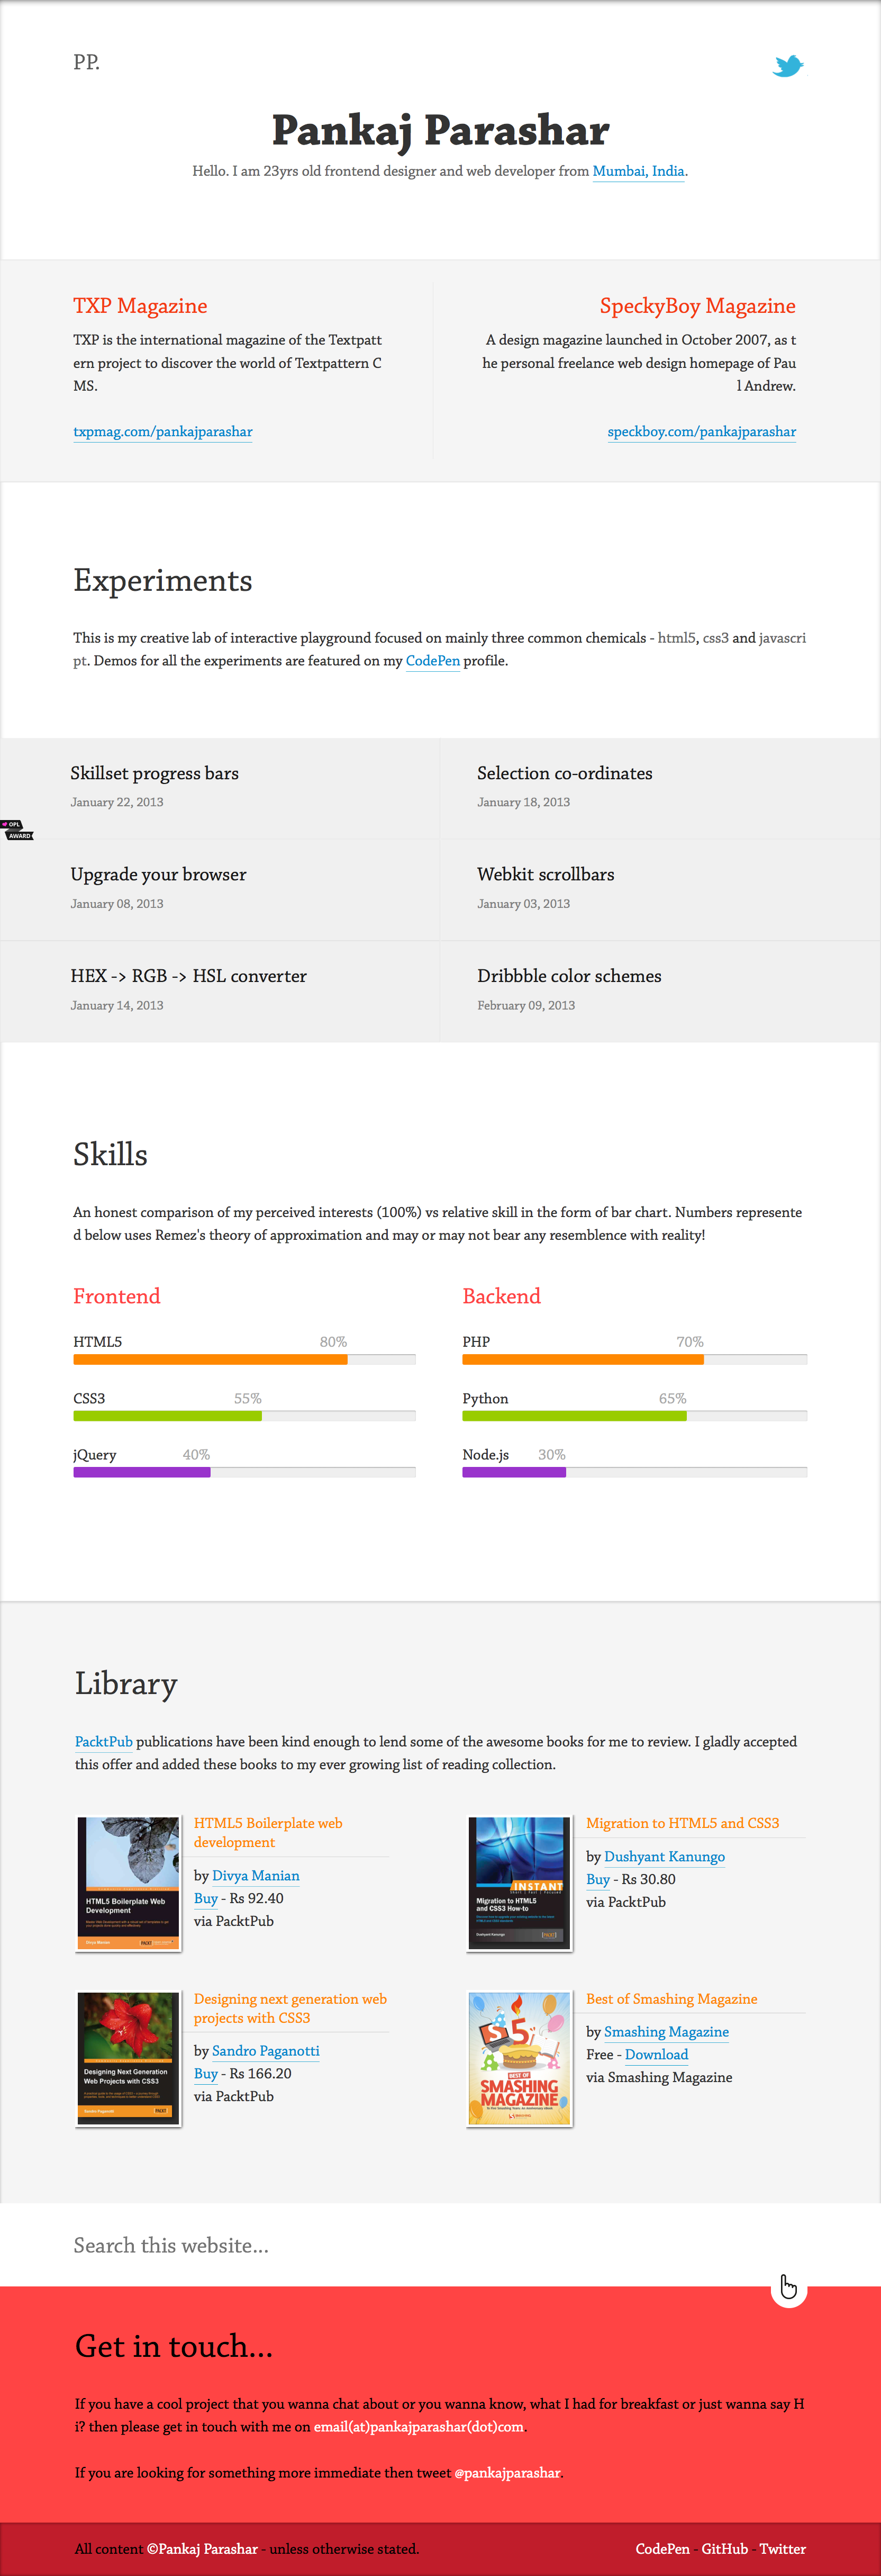 PP.
Pankaj Parashar
Hello. I am 23yrs old frontend designer and web developer from Mumbai, India.
TXP Magazine
TXP is the international magazine of the Textpatt
ern project to discover the world of Textpattern C
MS.
txpmag.com/pankajparashar
SpeckyBoy Magazine
A design magazine launched in October 2007, as t
he personal freelance web design homepage of Pau
l Andrew.
speckboy.com/pankajparashar
Experiments
This is my creative lab of interactive playground focused on mainly three common chemicals - html5, css3 and javascri
pt. Demos for all the experiments are featured on my CodePen profile.
Skillset progress bars
January 22, 2013
Selection co-ordinates
January 18, 2013
OPL
AWARD
Upgrade your browser
January 08, 2013
Webkit scrollbars
January 03, 2013
HEX -> RGB -> HSL converter
January 14, 2013
Dribbble color schemes
February 09, 2013
Skills
An honest comparison of my perceived interests (100%) vs relative skill in the form of bar chart. Numbers represente
d below uses Remez's theory of approximation and may or may not bear any resemblence with reality!
Frontend
HTML5 80%
CSS3 55%
jQuery 40%
Backend
PHP 70%
Python 65%
Node.js 30%
Library
PacktPub publications have been kind enough to lend some of the awesome books for me to review. I gladly accepted
this offer and added these books to my ever growing list of reading collection.
HTML5 Boilerplate Web
Development
Divya Manian
PACKT
HTML5 Boilerplate web
development
by Divya Manian
Buy - Rs 92.40
via PacktPub
INSTANT
Migration to HTML5
and CSS3 How-to
Dushyant Kanungo
PACKT
Migration to HTML5 and CSS3
by Dushyant Kanungo
Buy - Rs 30.80
via PacktPub
Designing Next Generation
Web Projects with CSS3
Sandro Paganotti
PACKT
Designing next generation web
projects with CSS3
by Sandro Paganotti
Buy - Rs 166.20
via PacktPub
BEST OF
SMASHING
MAGAZINE
Best of Smashing Magazine
by Smashing Magazine
Free - Download
via Smashing Magazine
Search this website...
Get in touch...
If you have a cool project that you wanna chat about or you wanna know, what I had for breakfast or just wanna say H
i? then please get in touch with me on email(at)pankajparashar(dot)com.
If you are looking for something more immediate then tweet @pankajparashar.
All content ©Pankaj Parashar - unless otherwise stated.
CodePen - GitHub - Twitter